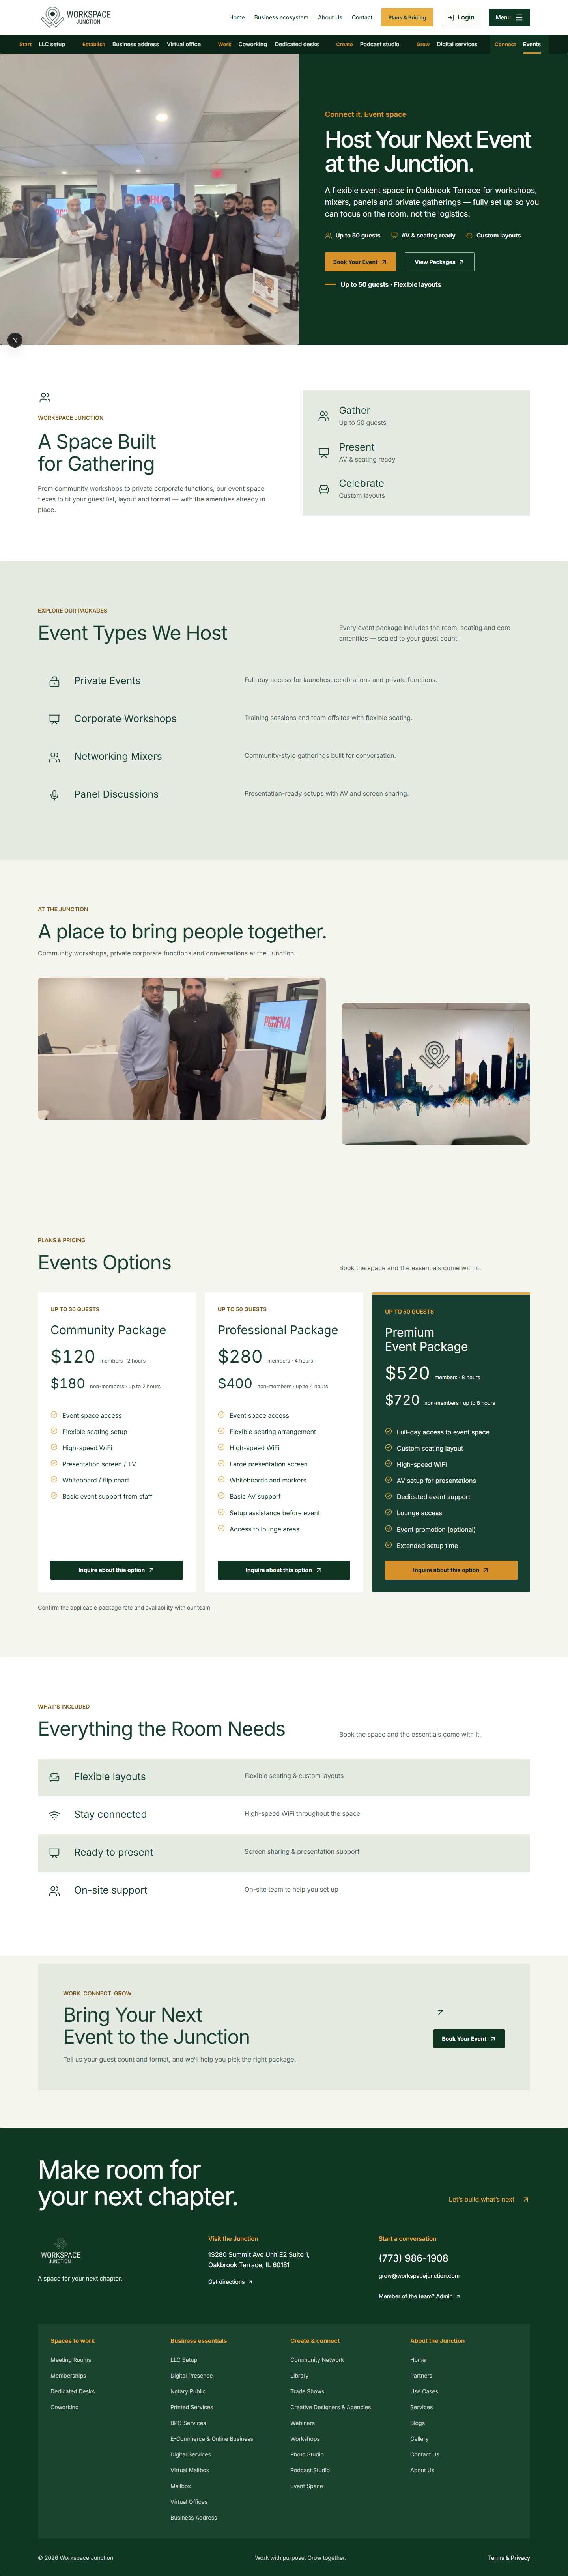 WORKSPACE
JUNCTION
Home Business ecosystem About Us Contact Plans & Pricing Login Menu
Start LLC setup Establish Business address Virtual office Work Coworking Dedicated desks Create Podcast studio Grow Digital services Connect Events
Connect it. Event space
Host Your Next Event
at the Junction.
A flexible event space in Oakbrook Terrace for workshops,
mixers, panels and private gatherings — fully set up so you
can focus on the room, not the logistics.
Up to 50 guests AV & seating ready Custom layouts
Book Your Event View Packages
Up to 50 guests · Flexible layouts
N
WORKSPACE JUNCTION
A Space Built
for Gathering
From community workshops to private corporate functions, our event space
flexes to fit your guest list, layout and format — with the amenities already in
place.
Gather
Up to 50 guests
Present
AV & seating ready
Celebrate
Custom layouts
EXPLORE OUR PACKAGES
Event Types We Host
Every event package includes the room, seating and core
amenities — scaled to your guest count.
Private Events
Full-day access for launches, celebrations and private functions.
Corporate Workshops
Training sessions and team offsites with flexible seating.
Networking Mixers
Community-style gatherings built for conversation.
Panel Discussions
Presentation-ready setups with AV and screen sharing.
AT THE JUNCTION
A place to bring people together.
Community workshops, private corporate functions and conversations at the Junction.
PLANS & PRICING
Events Options
Book the space and the essentials come with it.
UP TO 30 GUESTS
Community Package
$120 members · 2 hours
$180 non-members · up to 2 hours
Event space access
Flexible seating setup
High-speed WiFi
Presentation screen / TV
Whiteboard / flip chart
Basic event support from staff
Inquire about this option
UP TO 50 GUESTS
Professional Package
$280 members · 4 hours
$400 non-members · up to 4 hours
Event space access
Flexible seating arrangement
High-speed WiFi
Large presentation screen
Whiteboards and markers
Basic AV support
Setup assistance before event
Access to lounge areas
Inquire about this option
UP TO 50 GUESTS
Premium
Event Package
$520 members · 8 hours
$720 non-members · up to 8 hours
Full-day access to event space
Custom seating layout
High-speed WiFi
AV setup for presentations
Dedicated event support
Lounge access
Event promotion (optional)
Extended setup time
Inquire about this option
Confirm the applicable package rate and availability with our team.
WHAT'S INCLUDED
Everything the Room Needs
Book the space and the essentials come with it.
Flexible layouts
Flexible seating & custom layouts
Stay connected
High-speed WiFi throughout the space
Ready to present
Screen sharing & presentation support
On-site support
On-site team to help you set up
WORK. CONNECT. GROW.
Bring Your Next
Event to the Junction
Tell us your guest count and format, and we'll help you pick the right package.
Book Your Event
Make room for
your next chapter.
Let's build what's next
WORKSPACE
JUNCTION
A space for your next chapter.
Visit the Junction
1S280 Summit Ave Unit E2 Suite 1,
Oakbrook Terrace, IL 60181
Get directions
Start a conversation
(773) 986-1908
grow@workspacejunction.com
Member of the team? Admin
Spaces to work
Meeting Rooms
Memberships
Dedicated Desks
Coworking
Business essentials
LLC Setup
Digital Presence
Notary Public
Printed Services
BPO Services
E-Commerce & Online Business
Digital Services
Virtual Mailbox
Mailbox
Virtual Offices
Business Address
Create & connect
Community Network
Library
Trade Shows
Creative Designers & Agencies
Webinars
Workshops
Photo Studio
Podcast Studio
Event Space
About the Junction
Home
Partners
Use Cases
Services
Blogs
Gallery
Contact Us
About Us
© 2026 Workspace Junction
Work with purpose. Grow together.
Terms & Privacy